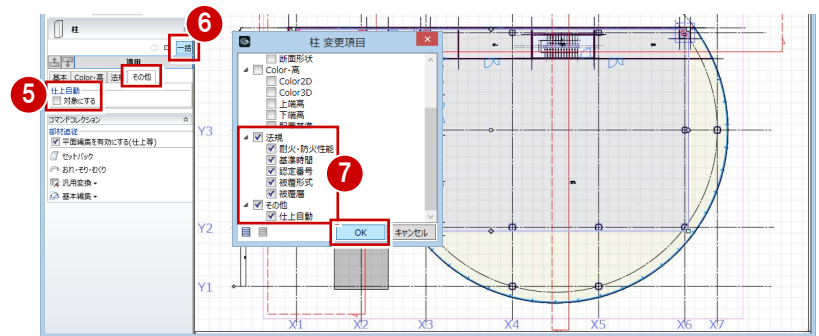 柱
6
一括
適用
基本 Color・高 法規 その他
5
仕上自動
対象にする
コマンドコレクション
部材追従
平面編集を有効にする(仕上等)
セットバック
おれ・そり・むくり
汎用変換
基本編集
柱 変更項目
断面形状
Color・高
Color2D
Color3D
上端高
下端高
配置基準
法規
耐火・防火性能
基準時間
認定番号
被覆形式
被覆層
その他
仕上自動
7
OK キャンセル
Y3
Y2
Y1
X1 X2 X3 X4 X5 X6 X7